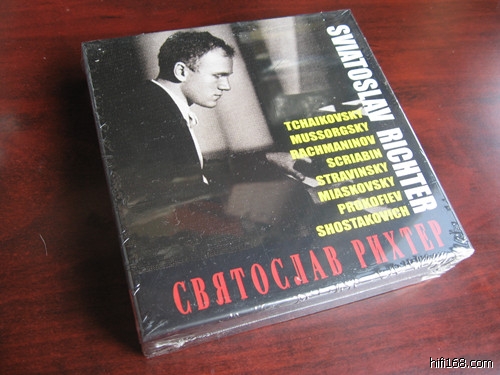 SVIATOSLAV RICHTER
TCHAIKOVSKY
MUSSORGSKY
RACHMANINOV
SCRIABIN
STRAVINSKY
MIASKOVSKY
PROKOFIEV
SHOSTAKOVICH
СВЯТОСЛАВ РИХТЕР
hifi168.com